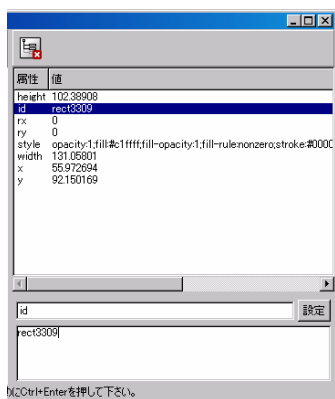 属性 値
height 102.38908
id rect3309
rx 0
ry 0
style opacity:1;fill:#c1ffff;fill-opacity:1;fill-rule:nonzero;stroke:#0000
width 131.05801
x 55.972694
y 92.150169
id 設定
rect3309
にCtrl+Enterを押して下さい。